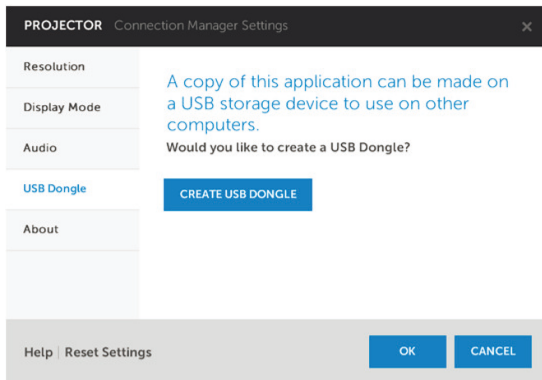 PROJECTOR Connection Manager Settings
Resolution
Display Mode
Audio
USB Dongle
About
A copy of this application can be made on
a USB storage device to use on other
computers.
Would you like to create a USB Dongle?
CREATE USB DONGLE
Help | Reset Settings
OK
CANCEL